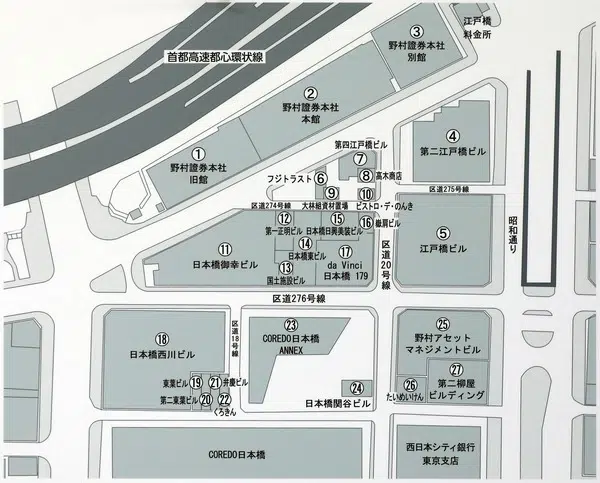 首都高速都心環状線
江戸橋
料金所
③
野村證券本社
別館
②
野村證券本社
本館
①
野村證券本社
旧館
第四江戸橋ビル
⑦
④
第二江戸橋ビル
フジトラスト
⑥
⑧
高木商店
⑨
⑩
区道274号線
大林組資材置場
ビストロ・デ・のんき
区道275号線
⑪
日本橋御幸ビル
⑫
第一正明ビル
⑮
日本橋日興美装ビル
⑯
嶽肩ビル
⑭
日本橋東ビル
⑬
国土施設ビル
⑰
da Vinci
日本橋 179
区道20号線
⑤
江戸橋ビル
昭和通り
区道276号線
⑱
日本橋西川ビル
区道18号線
㉓
COREDO日本橋
ANNEX
㉕
野村アセット
マネジメントビル
東葉ビル
⑲
㉑
弁慶ビル
第二東葉ビル
⑳
㉒
くろきん
㉔
日本橋関谷ビル
㉖
たいめいけん
㉗
第二柳屋
ビルディング
COREDO日本橋
西日本シティ銀行
東京支店